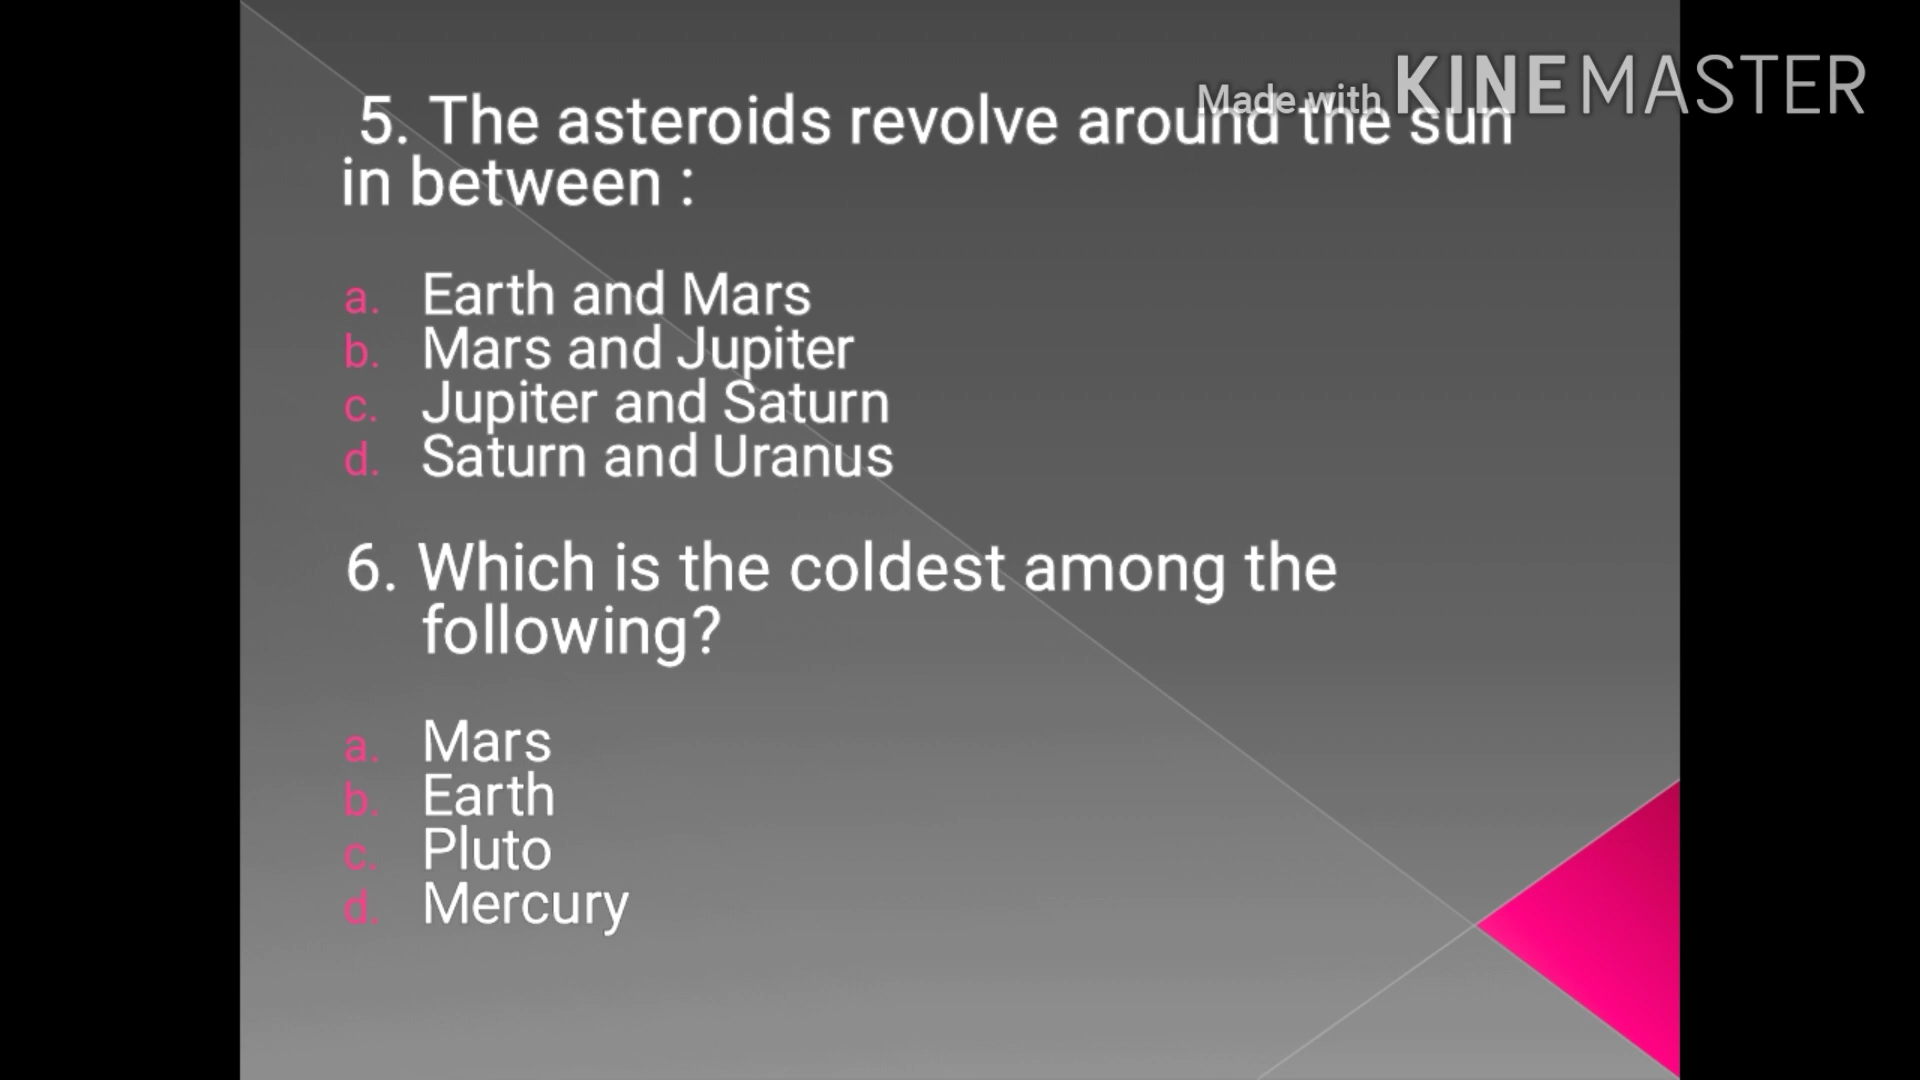 Made with KINEMASTER
5. The asteroids revolve around the sun
in between :
a. Earth and Mars
b. Mars and Jupiter
c. Jupiter and Saturn
d. Saturn and Uranus
6. Which is the coldest among the
following?
a. Mars
b. Earth
c. Pluto
d. Mercury